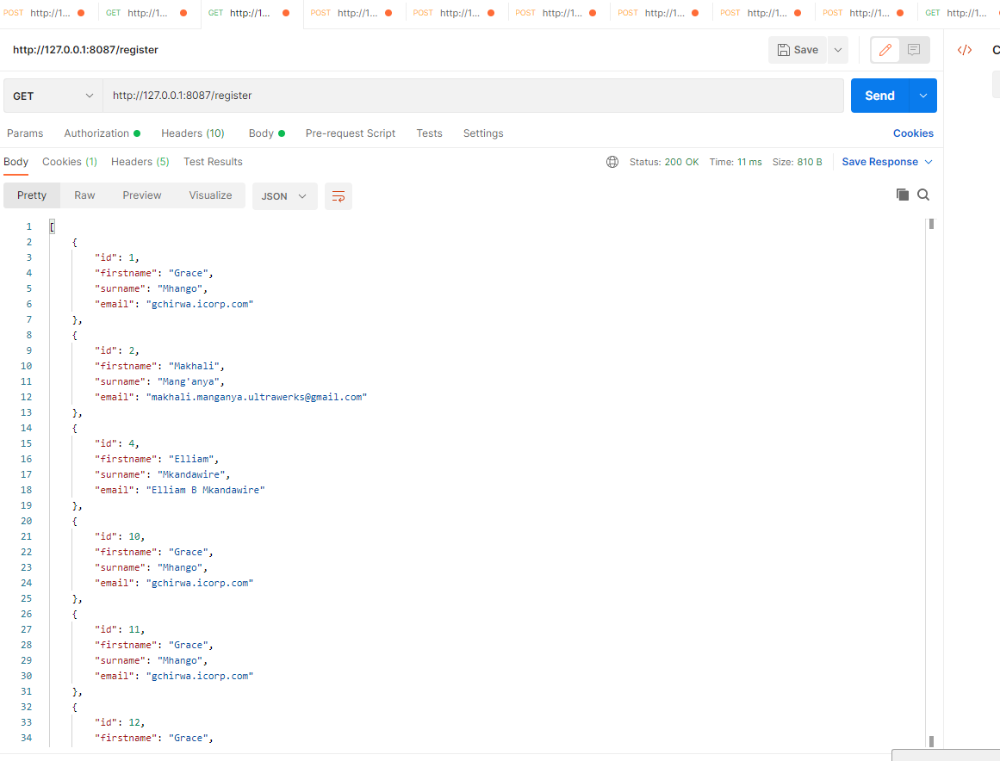 POST http://1... GET http://1... GET http://1... POST http://1... POST http://1... POST http://1... POST http://1... POST http://1... POST http://1... GET http://1...
http://127.0.0.1:8087/register Save </> C
GET http://127.0.0.1:8087/register Send
Params Authorization Headers (10) Body Pre-request Script Tests Settings Cookies
Body Cookies (1) Headers (5) Test Results Status: 200 OK Time: 11 ms Size: 810 B Save Response
Pretty Raw Preview Visualize JSON
1 [
2 {
3 "id": 1,
4 "firstname": "Grace",
5 "surname": "Mhango",
6 "email": "gchirwa.icorp.com"
7 },
8 {
9 "id": 2,
10 "firstname": "Makhali",
11 "surname": "Mang'anya",
12 "email": "makhali.manganya.ultrawerks@gmail.com"
13 },
14 {
15 "id": 4,
16 "firstname": "Elliam",
17 "surname": "Mkandawire",
18 "email": "Elliam B Mkandawire"
19 },
20 {
21 "id": 10,
22 "firstname": "Grace",
23 "surname": "Mhango",
24 "email": "gchirwa.icorp.com"
25 },
26 {
27 "id": 11,
28 "firstname": "Grace",
29 "surname": "Mhango",
30 "email": "gchirwa.icorp.com"
31 },
32 {
33 "id": 12,
34 "firstname": "Grace",